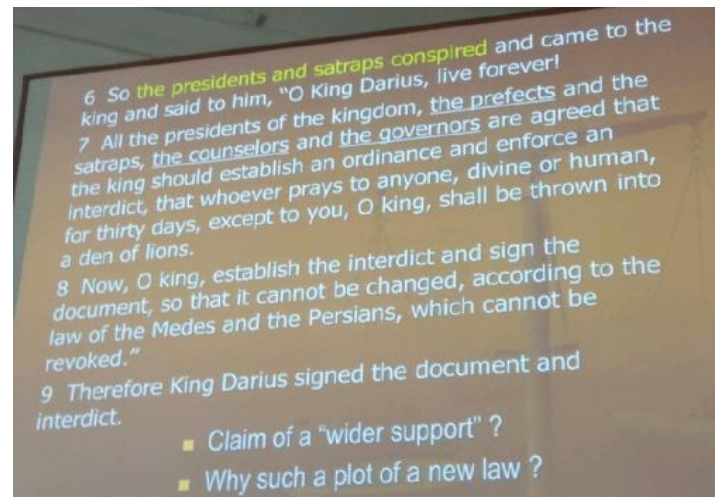 6 So the presidents and satraps conspired and came to the
king and said to him, "O King Darius, live forever!
7 All the presidents of the kingdom, the prefects and the
satraps, the counselors and the governors are agreed that
the king should establish an ordinance and enforce an
interdict, that whoever prays to anyone, divine or human,
for thirty days, except to you, O king, shall be thrown into
a den of lions.
8 Now, O king, establish the interdict and sign the
document, so that it cannot be changed, according to the
law of the Medes and the Persians, which cannot be
revoked."
9 Therefore King Darius signed the document and
interdict.
Claim of a "wider support" ?
Why such a plot of a new law ?